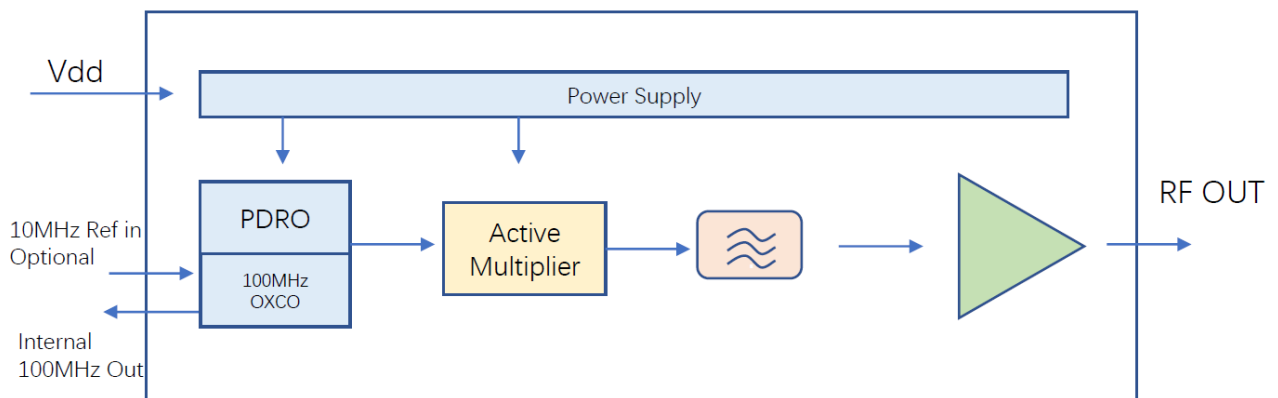 Vdd
Power Supply
PDRO
100MHz
OXCO
10MHz Ref in
Optional
Internal
100MHz Out
Active
Multiplier
RF OUT